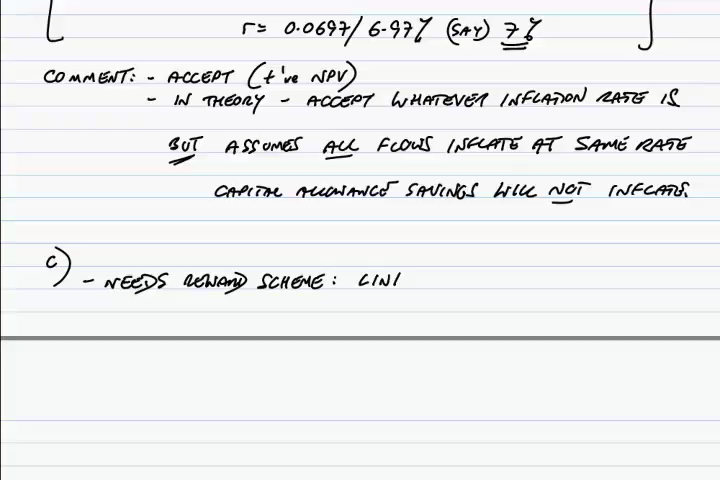 r = 0.0697/ 6.97% (SAY) 7%
COMMENT: - ACCEPT (t've NPV)
- IN THEORY - ACCEPT WHATEVER INFLATION RATE IS
BUT ASSUMES ALL FLOWS INFLATE AT SAME RATE
CAPITAL ALLOWANCE SAVINGS WILL NOT INFLATE.
c)
- NEEDS REWARD SCHEME: LINI